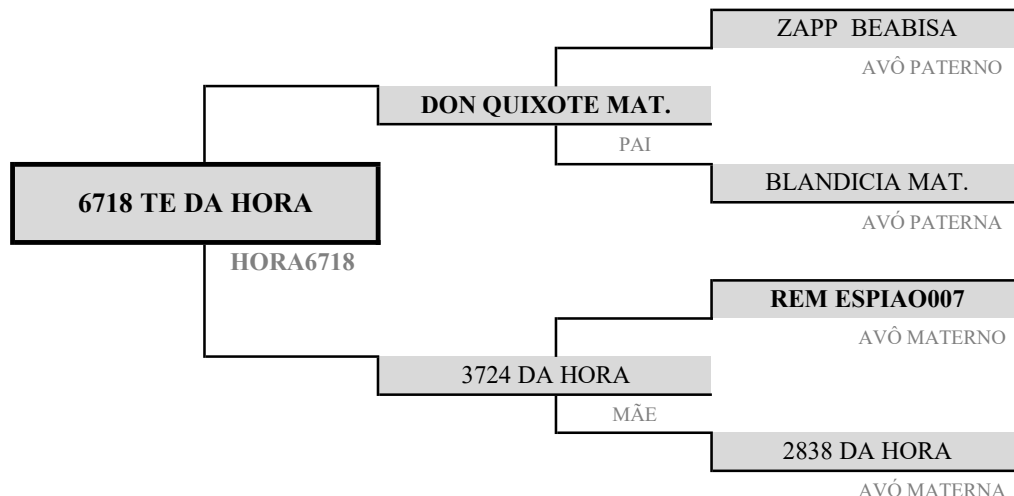 ZAPP BEABISA
AVÔ PATERNO
DON QUIXOTE MAT.
PAI
BLANDICIA MAT.
AVÓ PATERNA
6718 TE DA HORA
HORA6718
REM ESPIAO007
AVÔ MATERNO
3724 DA HORA
MÃE
2838 DA HORA
AVÓ MATERNA